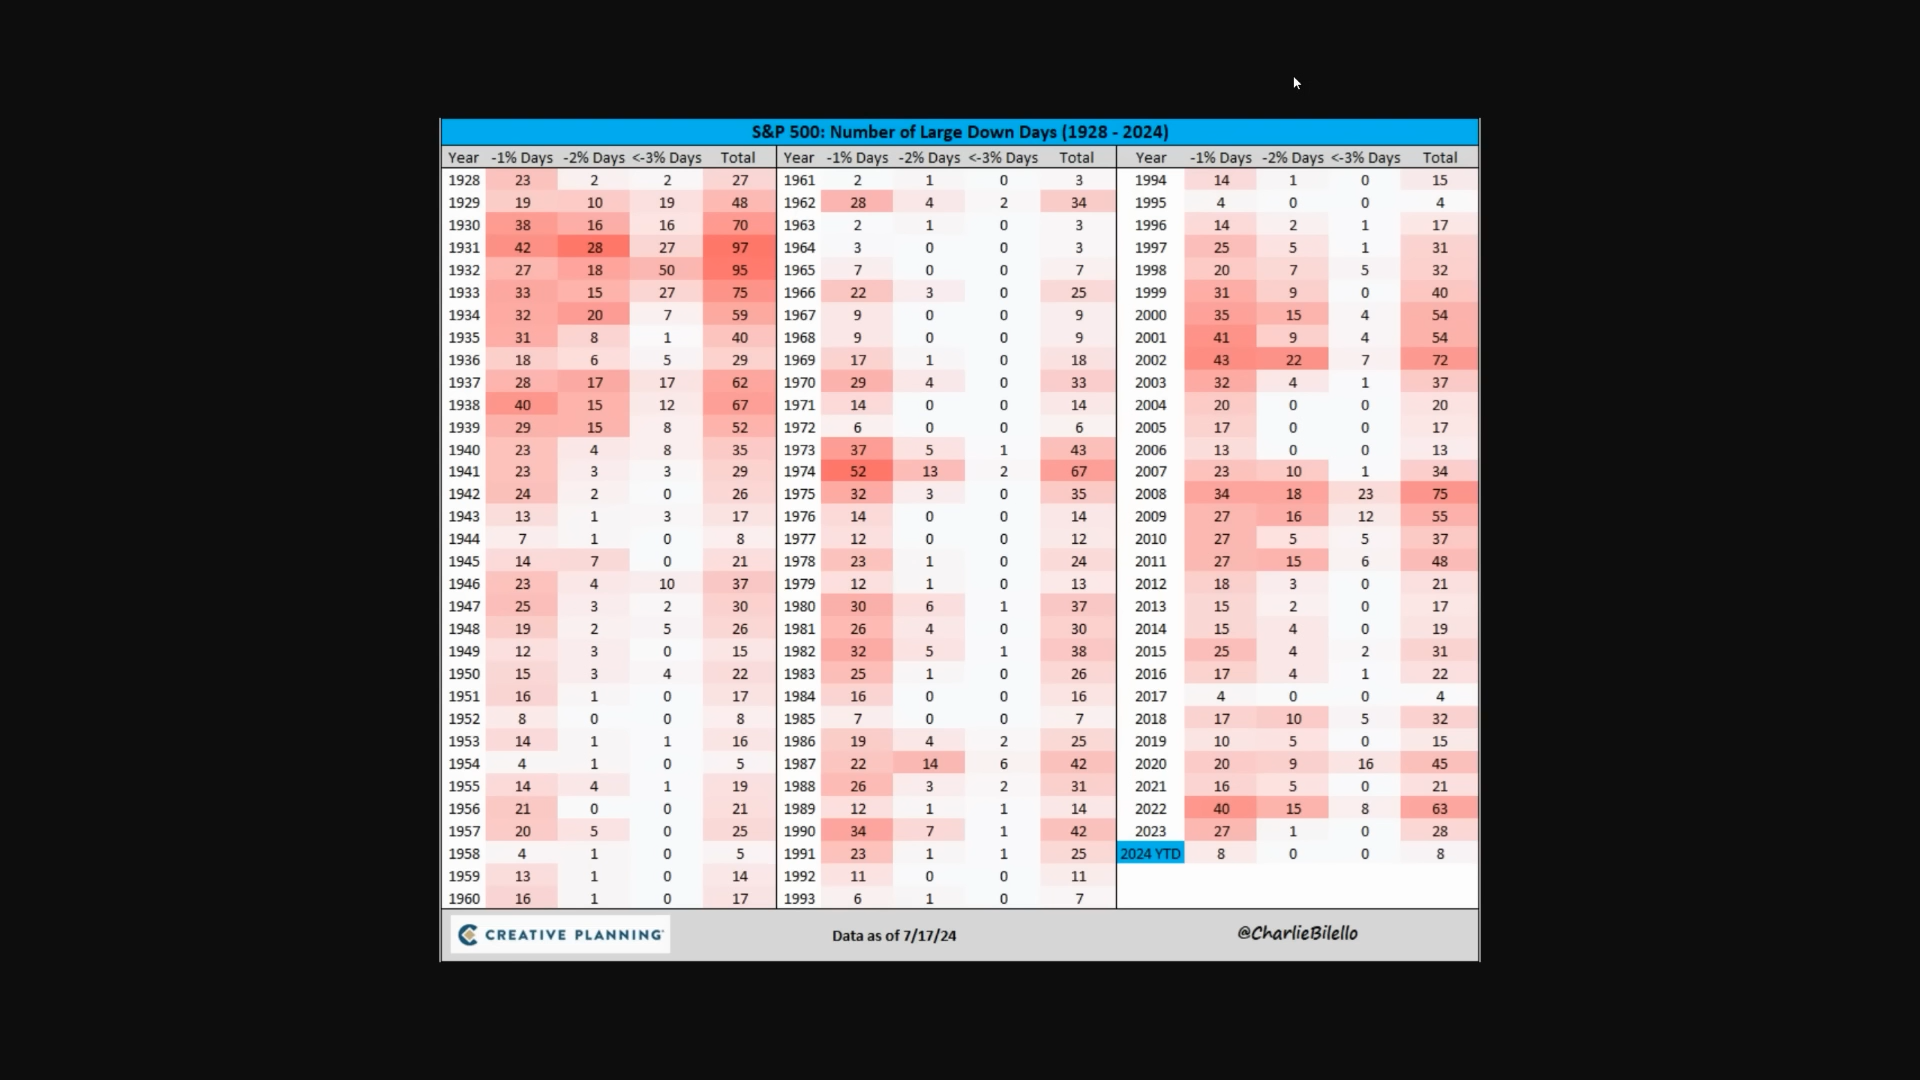 S&P 500: Number of Large Down Days (1928 - 2024)
Year -1% Days -2% Days <-3% Days Total Year -1% Days -2% Days <-3% Days Total Year -1% Days -2% Days <-3% Days Total
1928 23 2 2 27 1961 2 1 0 3 1994 14 1 0 15
1929 19 10 19 48 1962 28 4 2 34 1995 4 0 0 4
1930 38 16 16 70 1963 2 1 0 3 1996 14 2 1 17
1931 42 28 27 97 1964 3 0 0 3 1997 25 5 1 31
1932 27 18 50 95 1965 7 0 0 7 1998 20 7 5 32
1933 33 15 27 75 1966 22 3 0 25 1999 31 9 0 40
1934 32 20 7 59 1967 9 0 0 9 2000 35 15 4 54
1935 31 8 1 40 1968 9 0 0 9 2001 41 9 4 54
1936 18 6 5 29 1969 17 1 0 18 2002 43 22 7 72
1937 28 17 17 62 1970 29 4 0 33 2003 32 4 1 37
1938 40 15 12 67 1971 14 0 0 14 2004 20 0 0 20
1939 29 15 8 52 1972 6 0 0 6 2005 17 0 0 17
1940 23 4 8 35 1973 37 5 1 43 2006 13 0 0 13
1941 23 3 3 29 1974 52 13 2 67 2007 23 10 1 34
1942 24 2 0 26 1975 32 3 0 35 2008 34 18 23 75
1943 13 1 3 17 1976 14 0 0 14 2009 27 16 12 55
1944 7 1 0 8 1977 12 0 0 12 2010 27 5 5 37
1945 14 7 0 21 1978 23 1 0 24 2011 27 15 6 48
1946 23 4 10 37 1979 12 1 0 13 2012 18 3 0 21
1947 25 3 2 30 1980 30 6 1 37 2013 15 2 0 17
1948 19 2 5 26 1981 26 4 0 30 2014 15 4 0 19
1949 12 3 0 15 1982 32 5 1 38 2015 25 4 2 31
1950 15 3 4 22 1983 25 1 0 26 2016 17 4 1 22
1951 16 1 0 17 1984 16 0 0 16 2017 4 0 0 4
1952 8 0 0 8 1985 7 0 0 7 2018 17 10 5 32
1953 14 1 1 16 1986 19 4 2 25 2019 10 5 0 15
1954 4 1 0 5 1987 22 14 6 42 2020 20 9 16 45
1955 14 4 1 19 1988 26 3 2 31 2021 16 5 0 21
1956 21 0 0 21 1989 12 1 1 14 2022 40 15 8 63
1957 20 5 0 25 1990 34 7 1 42 2023 27 1 0 28
1958 4 1 0 5 1991 23 1 1 25 2024 YTD 8 0 0 8
1959 13 1 0 14 1992 11 0 0 11
1960 16 1 0 17 1993 6 1 0 7
CREATIVE PLANNING Data as of 7/17/24 @CharlieBilello